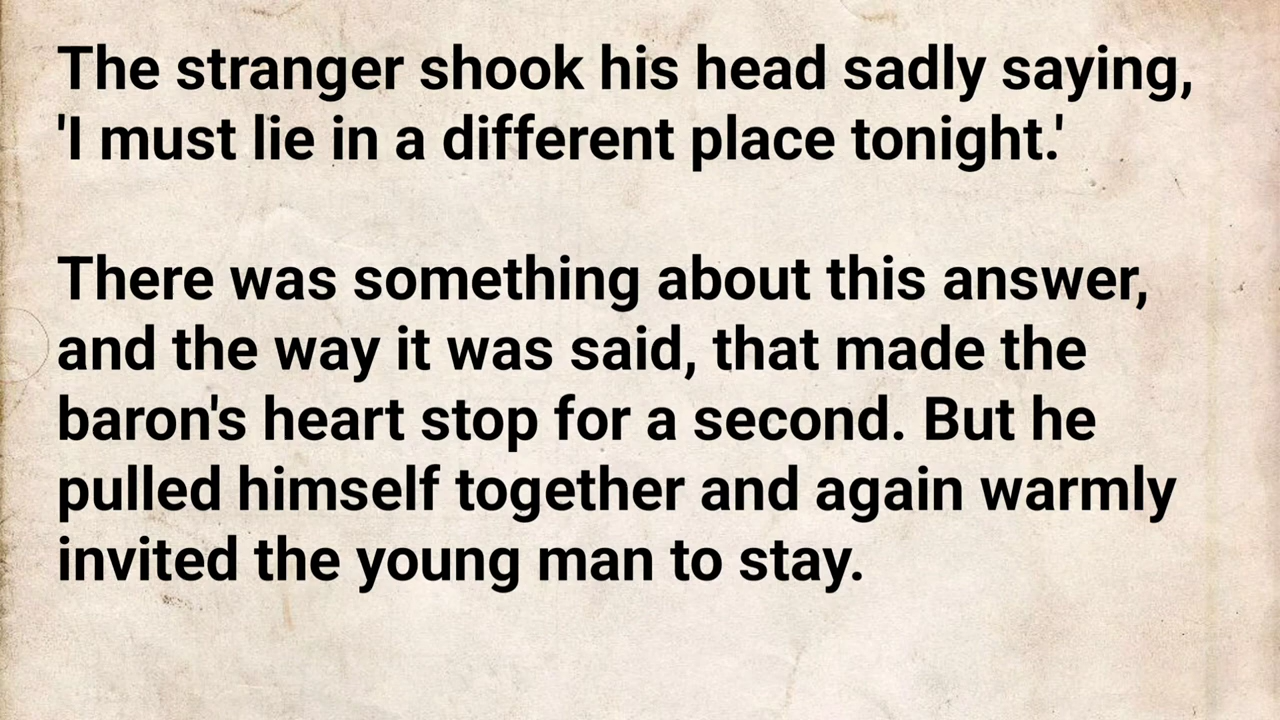 The stranger shook his head sadly saying,
'I must lie in a different place tonight.'
There was something about this answer,
and the way it was said, that made the
baron's heart stop for a second. But he
pulled himself together and again warmly
invited the young man to stay.